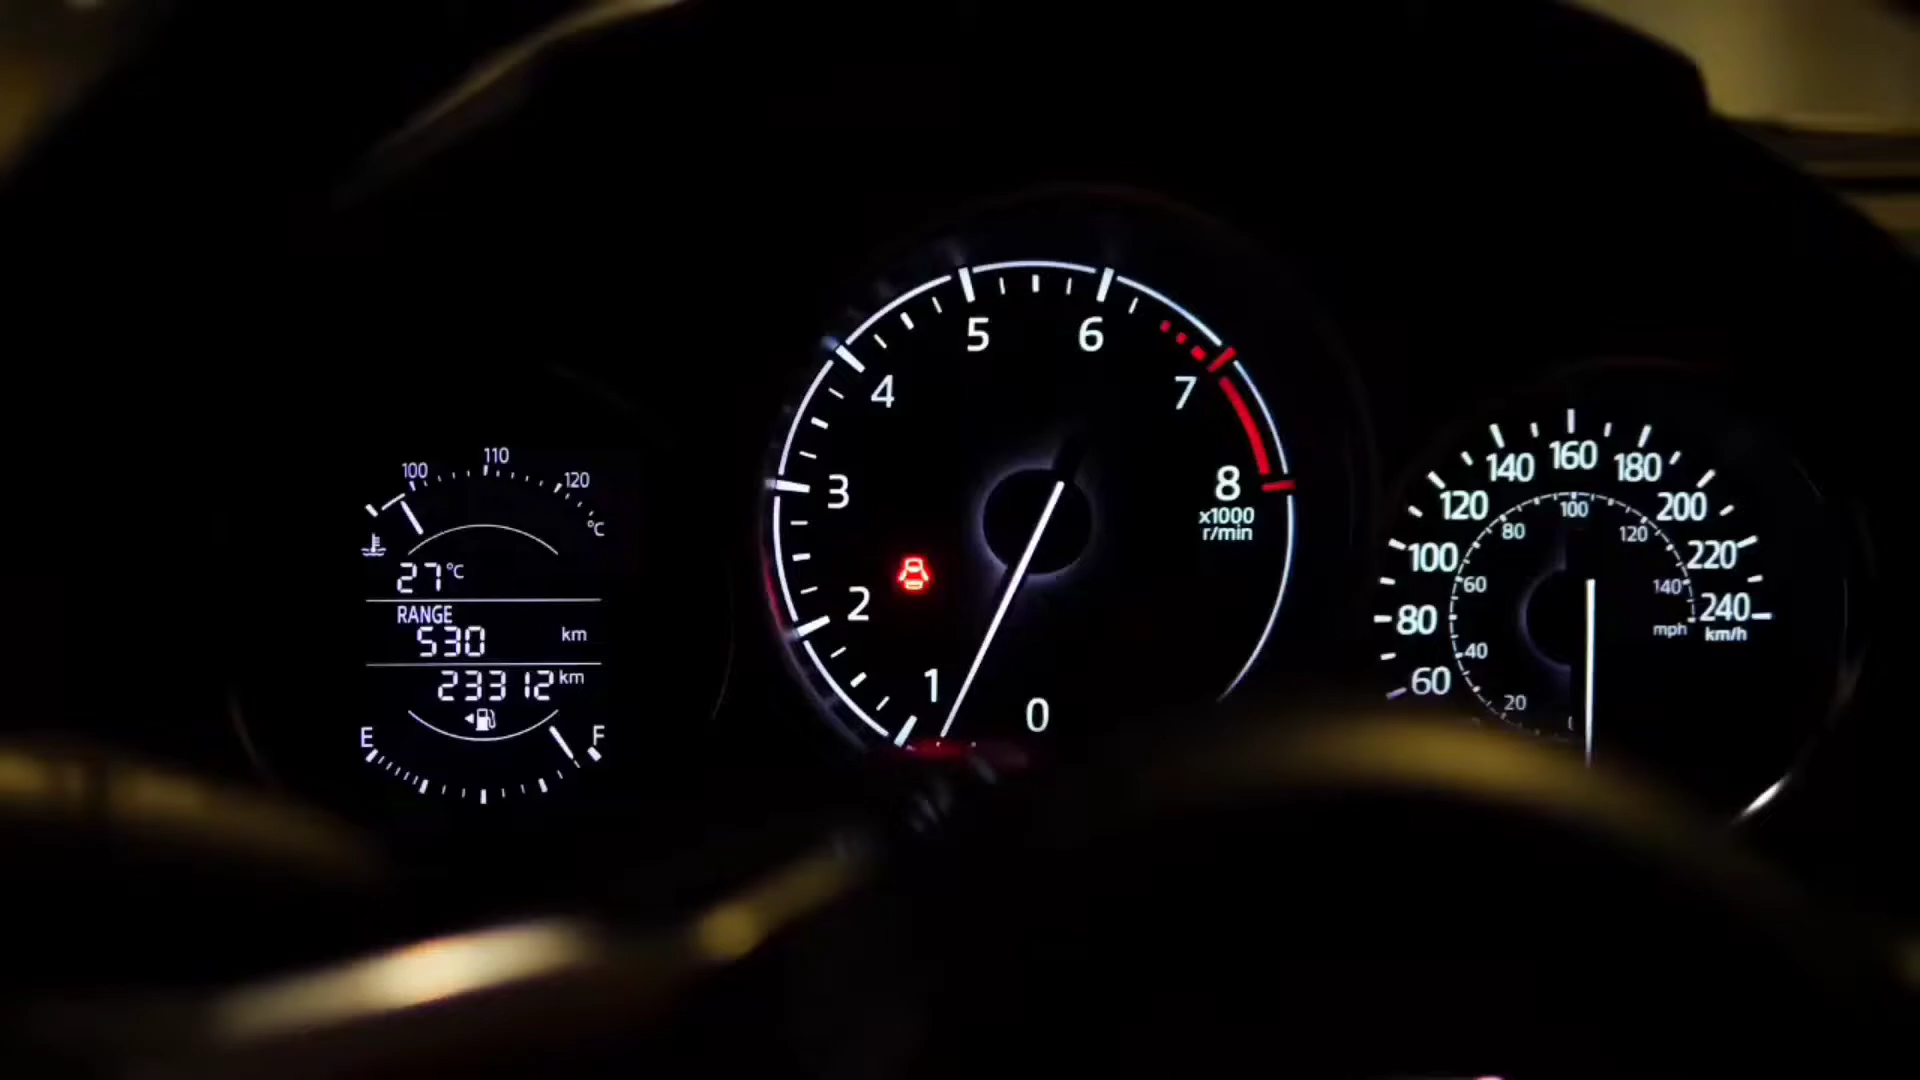 100 110 120
°C
27°C
RANGE
530 km
23312 km
E F
0 1 2 3 4 5 6 7 8
x1000
r/min
60 80 100 120 140 160 180 200 220 240
km/h
20 40 60 80 100 120 140
mph